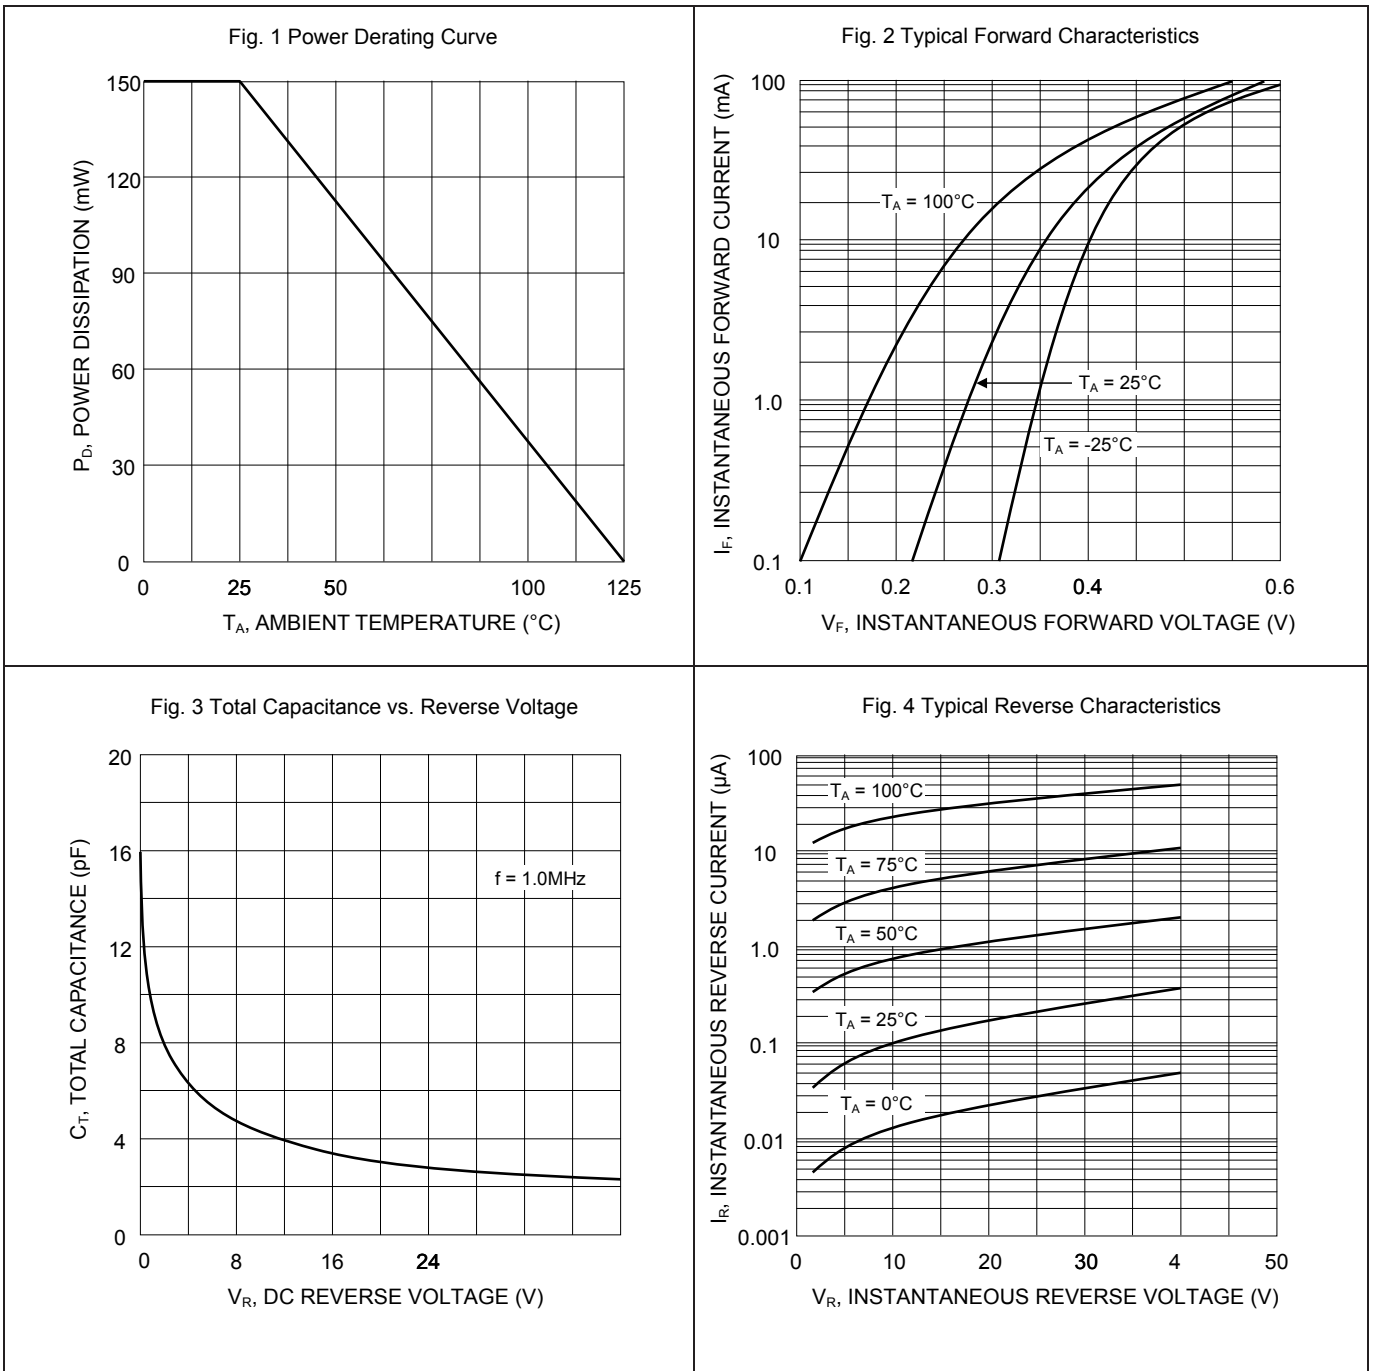 Fig. 1 Power Derating Curve
150
120
90
60
30
0
0 25 50 100 125
P_D, POWER DISSIPATION (mW)
T_A, AMBIENT TEMPERATURE (°C)
Fig. 2 Typical Forward Characteristics
100
10
1.0
0.1
0.1 0.2 0.3 0.4 0.6
I_F, INSTANTANEOUS FORWARD CURRENT (mA)
T_A = 100°C
T_A = 25°C
T_A = -25°C
V_F, INSTANTANEOUS FORWARD VOLTAGE (V)
Fig. 3 Total Capacitance vs. Reverse Voltage
20
16
12
8
4
0
0 8 16 24
C_T, TOTAL CAPACITANCE (pF)
f = 1.0MHz
V_R, DC REVERSE VOLTAGE (V)
Fig. 4 Typical Reverse Characteristics
100
10
1.0
0.1
0.01
0.001
0 10 20 30 4 50
I_R, INSTANTANEOUS REVERSE CURRENT (µA)
T_A = 100°C
T_A = 75°C
T_A = 50°C
T_A = 25°C
T_A = 0°C
V_R, INSTANTANEOUS REVERSE VOLTAGE (V)